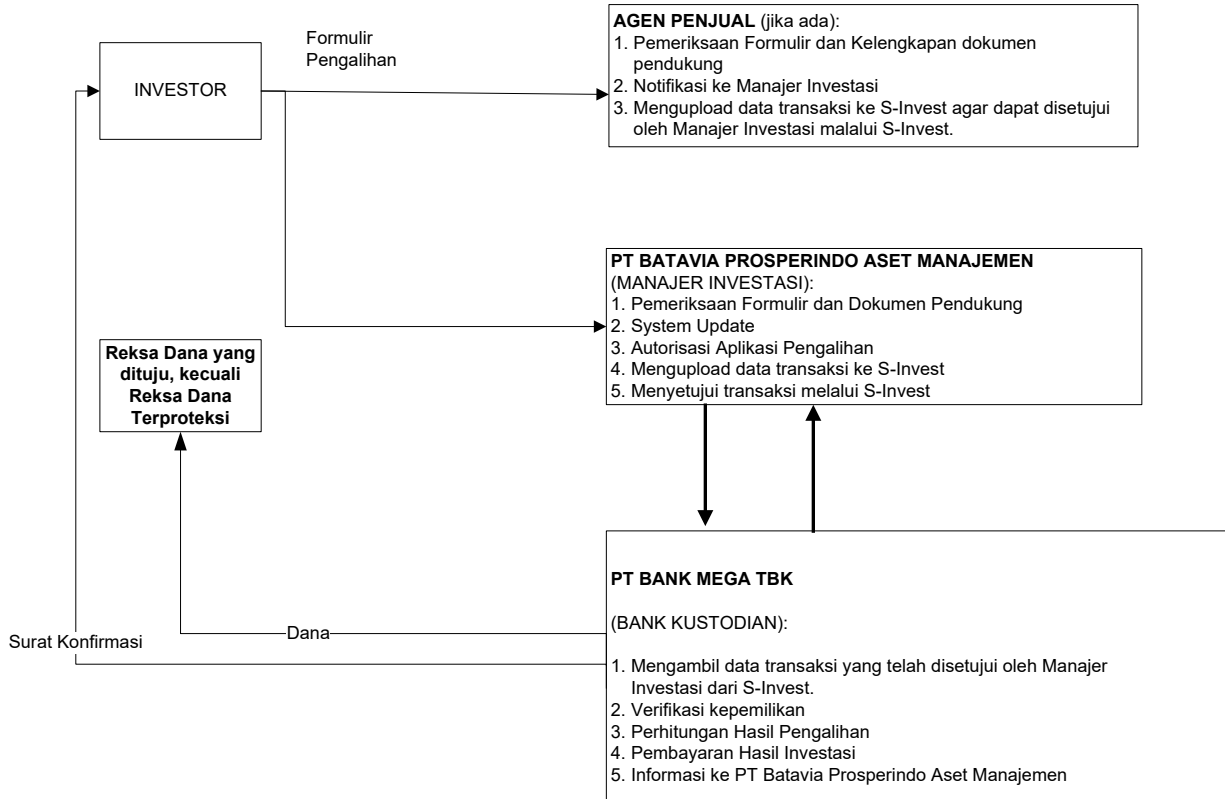 Formulir
Pengalihan
INVESTOR
AGEN PENJUAL (jika ada):
1. Pemeriksaan Formulir dan Kelengkapan dokumen
pendukung
2. Notifikasi ke Manajer Investasi
3. Mengupload data transaksi ke S-Invest agar dapat disetujui
oleh Manajer Investasi malalui S-Invest.
PT BATAVIA PROSPERINDO ASET MANAJEMEN
(MANAJER INVESTASI):
1. Pemeriksaan Formulir dan Dokumen Pendukung
2. System Update
3. Autorisasi Aplikasi Pengalihan
4. Mengupload data transaksi ke S-Invest
5. Menyetujui transaksi melalui S-Invest
Reksa Dana yang
dituju, kecuali
Reksa Dana
Terproteksi
PT BANK MEGA TBK
(BANK KUSTODIAN):
1. Mengambil data transaksi yang telah disetujui oleh Manajer
Investasi dari S-Invest.
2. Verifikasi kepemilikan
3. Perhitungan Hasil Pengalihan
4. Pembayaran Hasil Investasi
5. Informasi ke PT Batavia Prosperindo Aset Manajemen
Dana
Surat Konfirmasi